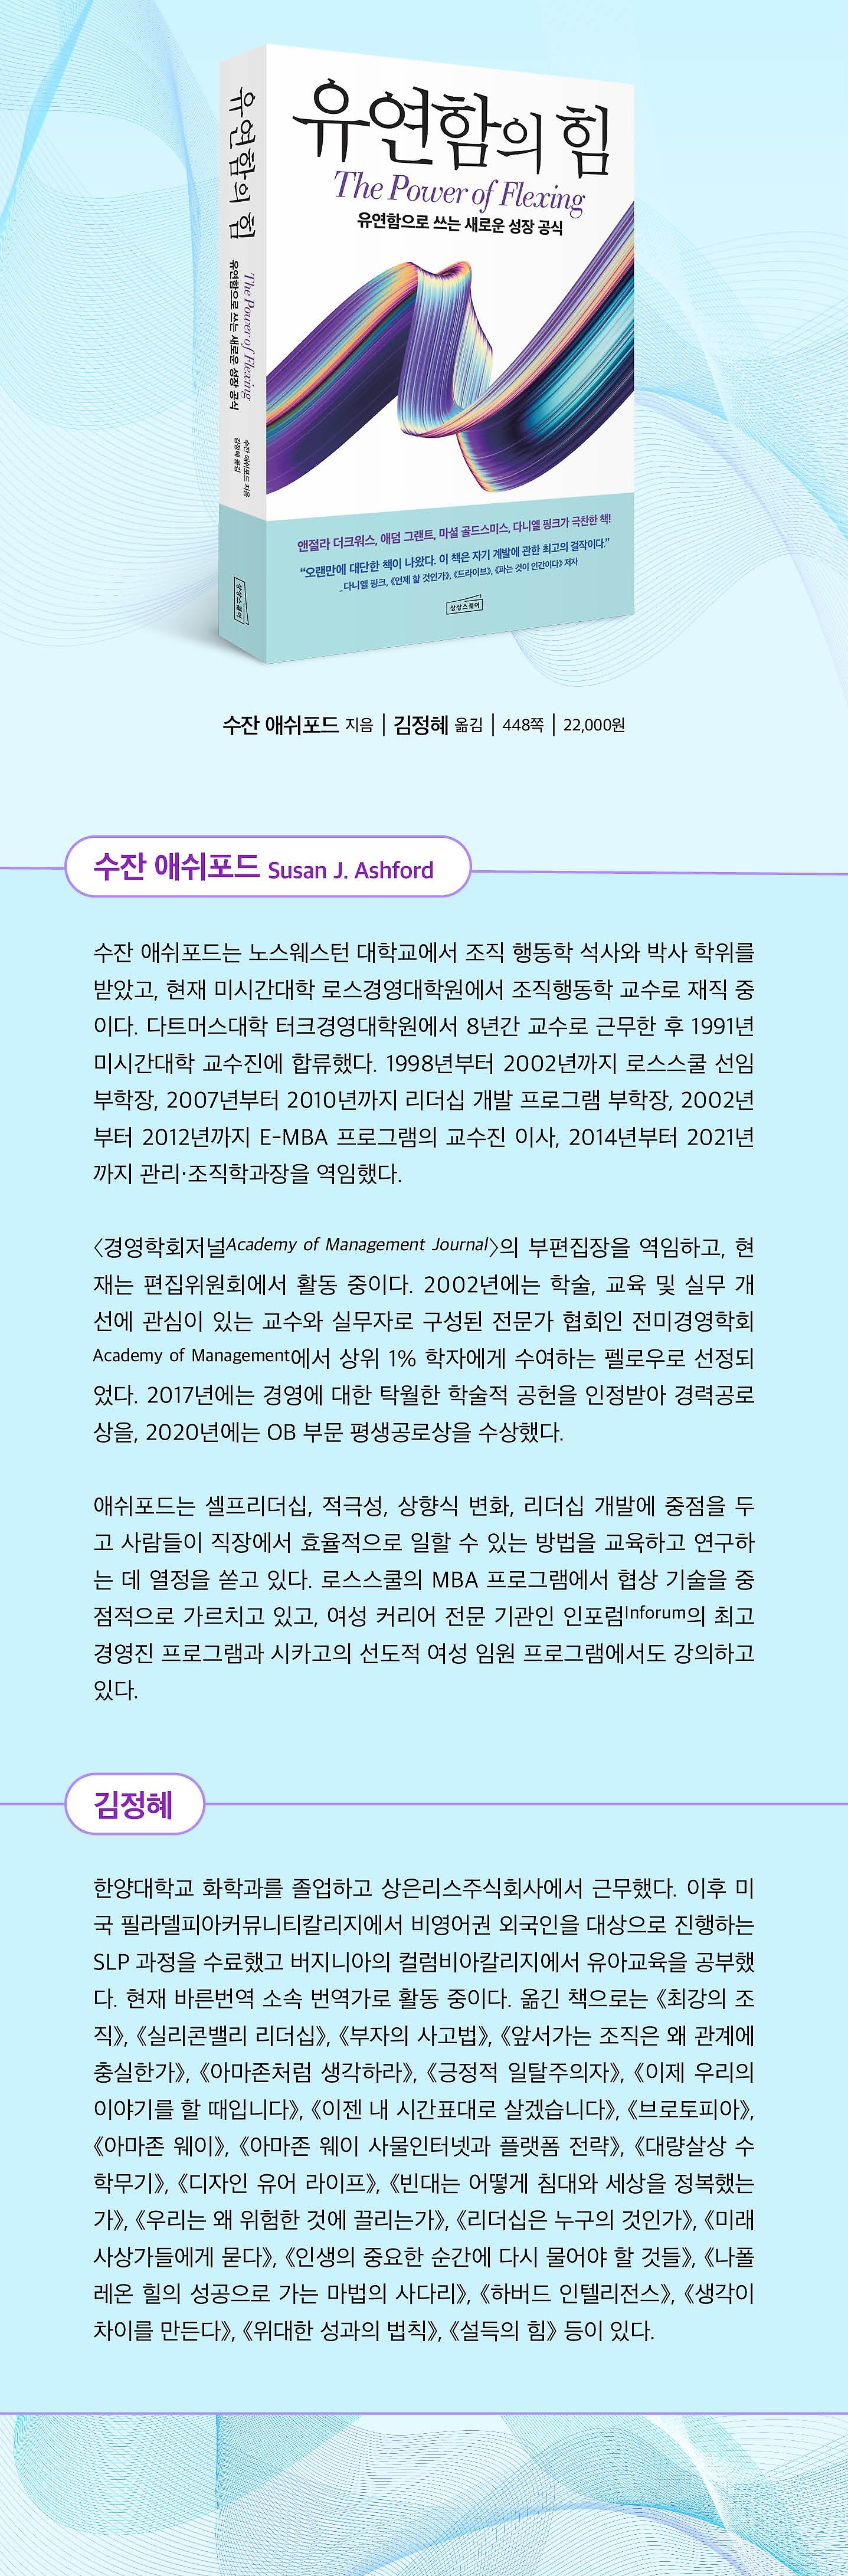 유연함의 힘
The Power of Flexing
유연함으로 쓰는 새로운 성장 공식
유연함의 힘
The Power of Flexing
유연함으로 쓰는 새로운 성장 공식
수잔 애쉬포드 지음
김정혜 옮김
앤절라 더크워스, 애덤 그랜트, 마셜 골드스미스, 다니엘 핑크가 극찬한 책!
“오랜만에 대단한 책이 나왔다. 이 책은 자기 계발에 관한 최고의 걸작이다.”
_다니엘 핑크, 《언제 할 것인가》, 《드라이브》, 《파는 것이 인간이다》 저자
상상스퀘어
상상스퀘어
수잔 애쉬포드 지음 | 김정혜 옮김 | 448쪽 | 22,000원
수잔 애쉬포드 Susan J. Ashford
수잔 애쉬포드는 노스웨스턴 대학교에서 조직 행동학 석사와 박사 학위를
받았고, 현재 미시간대학 로스경영대학원에서 조직행동학 교수로 재직 중
이다. 다트머스대학 터크경영대학원에서 8년간 교수로 근무한 후 1991년
미시간대학 교수진에 합류했다. 1998년부터 2002년까지 로스스쿨 선임
부학장, 2007년부터 2010년까지 리더십 개발 프로그램 부학장, 2002년
부터 2012년까지 E-MBA 프로그램의 교수진 이사, 2014년부터 2021년
까지 관리·조직학과장을 역임했다.
〈경영학회저널Academy of Management Journal〉의 부편집장을 역임하고, 현
재는 편집위원회에서 활동 중이다. 2002년에는 학술, 교육 및 실무 개
선에 관심이 있는 교수와 실무자로 구성된 전문가 협회인 전미경영학회
Academy of Management에서 상위 1% 학자에게 수여하는 펠로우로 선정되
었다. 2017년에는 경영에 대한 탁월한 학술적 공헌을 인정받아 경력공로
상을, 2020년에는 OB 부문 평생공로상을 수상했다.
애쉬포드는 셀프리더십, 적극성, 상향식 변화, 리더십 개발에 중점을 두
고 사람들이 직장에서 효율적으로 일할 수 있는 방법을 교육하고 연구하
는 데 열정을 쏟고 있다. 로스스쿨의 MBA 프로그램에서 협상 기술을 중
점적으로 가르치고 있고, 여성 커리어 전문 기관인 인포럼Inforum의 최고
경영진 프로그램과 시카고의 선도적 여성 임원 프로그램에서도 강의하고
있다.
김정혜
한양대학교 화학과를 졸업하고 상은리스주식회사에서 근무했다. 이후 미
국 필라델피아커뮤니티칼리지에서 비영어권 외국인을 대상으로 진행하는
SLP 과정을 수료했고 버지니아의 컬럼비아칼리지에서 유아교육을 공부했
다. 현재 바른번역 소속 번역가로 활동 중이다. 옮긴 책으로는 《최강의 조
직》, 《실리콘밸리 리더십》, 《부자의 사고법》, 《앞서가는 조직은 왜 관계에
충실한가》, 《아마존처럼 생각하라》, 《긍정적 일탈주의자》, 《이제 우리의
이야기를 할 때입니다》, 《이젠 내 시간표대로 살겠습니다》, 《브로토피아》,
《아마존 웨이》, 《아마존 웨이 사물인터넷과 플랫폼 전략》, 《대량살상 수
학무기》, 《디자인 유어 라이프》, 《빈대는 어떻게 침대와 세상을 정복했는
가》, 《우리는 왜 위험한 것에 끌리는가》, 《리더십은 누구의 것인가》, 《미래
사상가들에게 묻다》, 《인생의 중요한 순간에 다시 물어야 할 것들》, 《나폴
레온 힐의 성공으로 가는 마법의 사다리》, 《하버드 인텔리전스》, 《생각이
차이를 만든다》, 《위대한 성과의 법칙》, 《설득의 힘》 등이 있다.